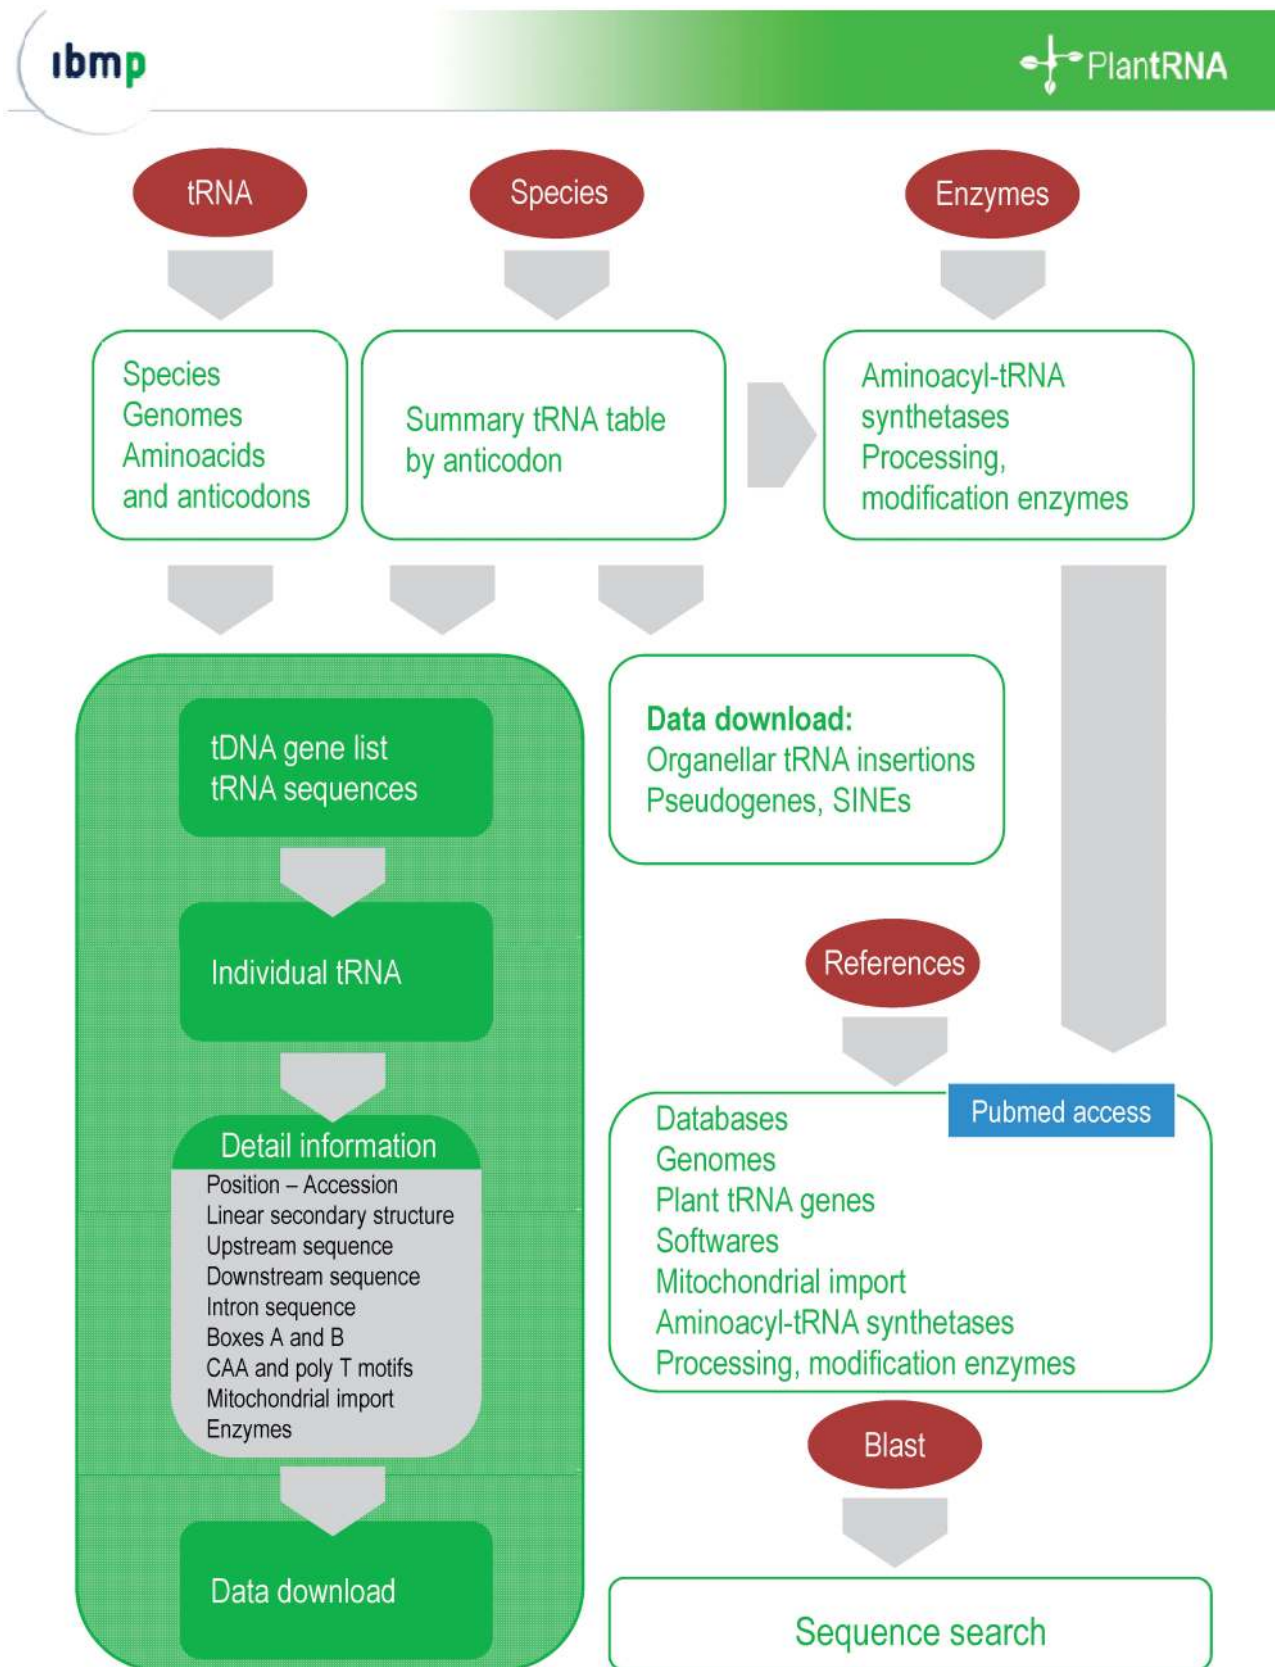 ibmp
PlantRNA
tRNA
Species
Enzymes
Species
Genomes
Aminoacids
and anticodons
Summary tRNA table
by anticodon
Aminoacyl-tRNA
synthetases
Processing,
modification enzymes
tDNA gene list
tRNA sequences
Individual tRNA
Detail information
Position – Accession
Linear secondary structure
Upstream sequence
Downstream sequence
Intron sequence
Boxes A and B
CAA and poly T motifs
Mitochondrial import
Enzymes
Data download
Data download:
Organellar tRNA insertions
Pseudogenes, SINEs
References
Pubmed access
Databases
Genomes
Plant tRNA genes
Softwares
Mitochondrial import
Aminoacyl-tRNA synthetases
Processing, modification enzymes
Blast
Sequence search